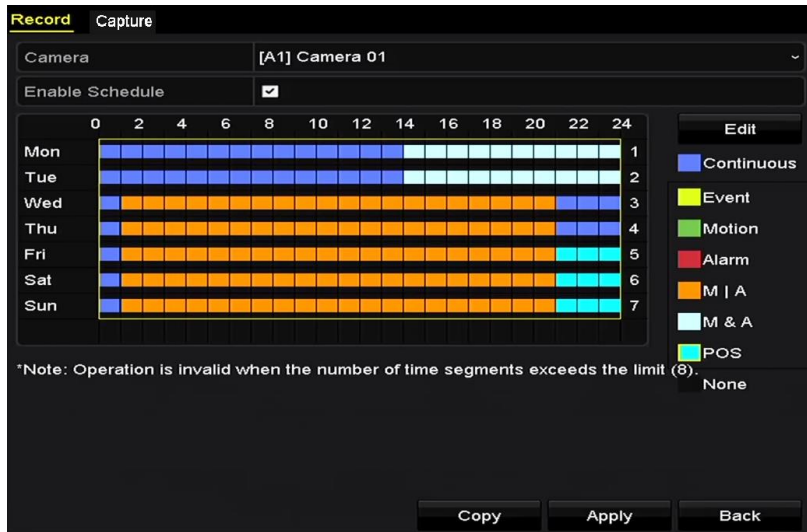 Record Capture
Camera [A1] Camera 01
Enable Schedule
0 2 4 6 8 10 12 14 16 18 20 22 24
Edit
Mon 1
Continuous
Tue 2
Event
Wed 3
Motion
Thu 4
Alarm
Fri 5
M | A
Sat 6
M & A
Sun 7
POS
*Note: Operation is invalid when the number of time segments exceeds the limit (8).
None
Copy Apply Back